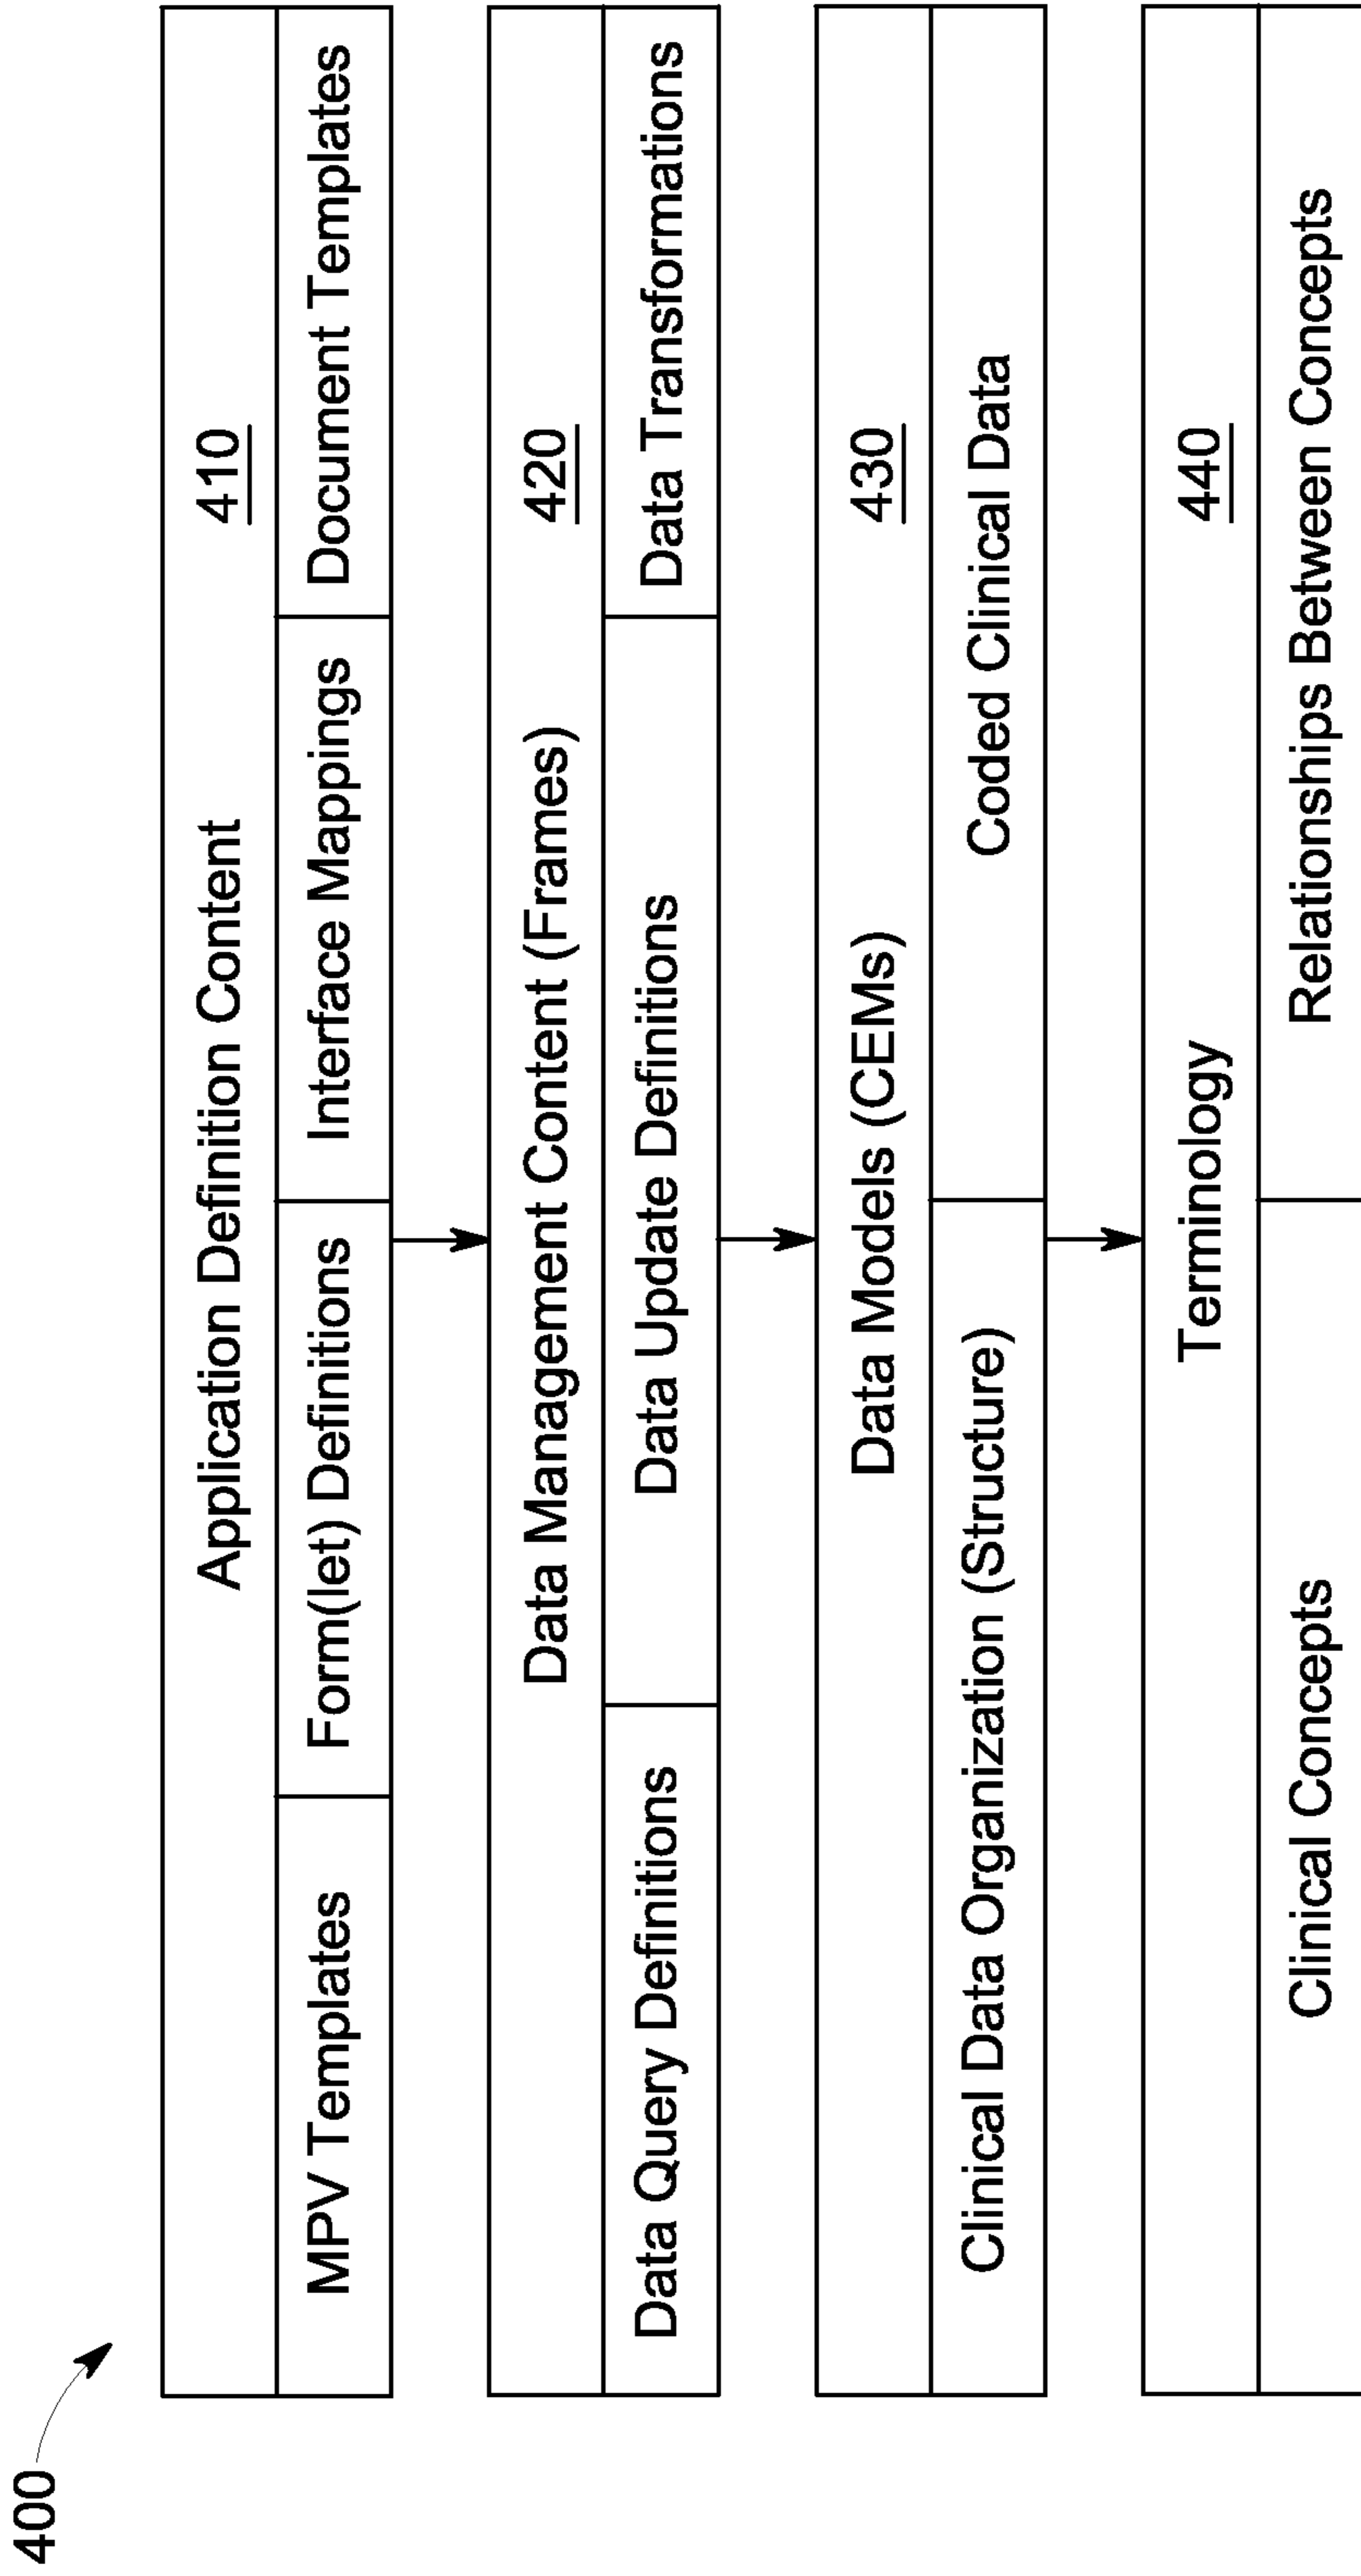 400
Application Definition Content 410
MPV Templates Form(let) Definitions Interface Mappings Document Templates
Data Management Content (Frames) 420
Data Query Definitions Data Update Definitions Data Transformations
Data Models (CEMs) 430
Clinical Data Organization (Structure) Coded Clinical Data
Terminology 440
Clinical Concepts Relationships Between Concepts